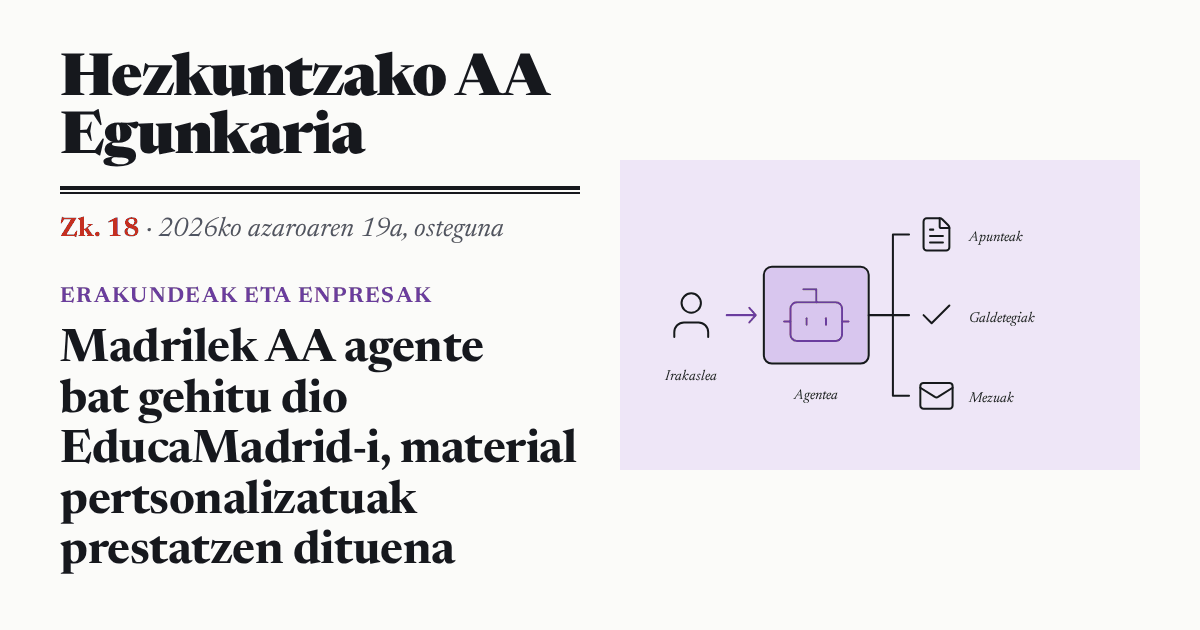 Hezkuntzako AA
Egunkaria
Zk. 18 · 2026ko azaroaren 19a, osteguna
ERAKUNDEAK ETA ENPRESAK
Madrilek AA agente
bat gehitu dio
EducaMadrid-i, material
pertsonalizatuak
prestatzen dituena
Irakaslea
Agentea
Apunteak
Galdetegiak
Mezuak